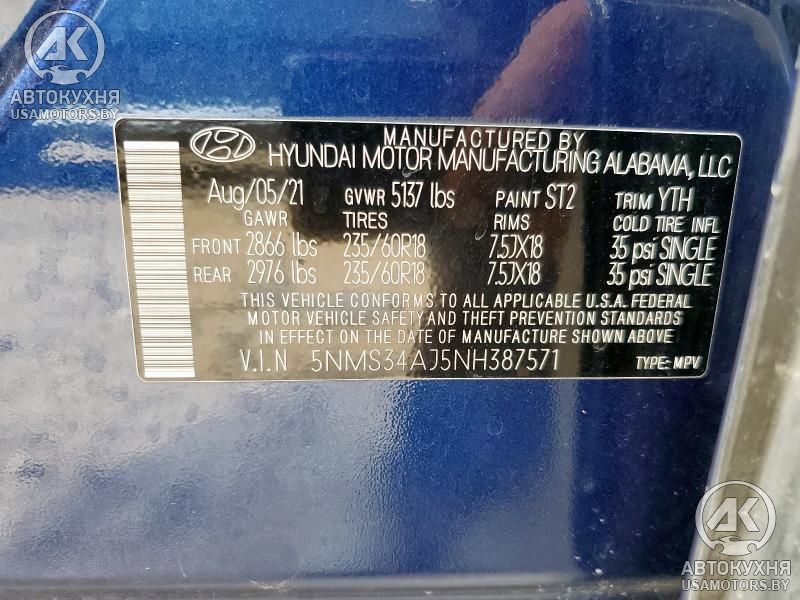 AK
АВТОКУХНЯ
USAMOTORS.BY
MANUFACTURED BY
HYUNDAI MOTOR MANUFACTURING ALABAMA, LLC
Aug/05/21 GVWR 5137 lbs PAINT ST2 TRIM YTH
GAWR TIRES RIMS COLD TIRE INFL
FRONT 2866 lbs 235/60R18 7.5JX18 35 psi SINGLE
REAR 2976 lbs 235/60R18 7.5JX18 35 psi SINGLE
THIS VEHICLE CONFORMS TO ALL APPLICABLE U.S.A. FEDERAL
MOTOR VEHICLE SAFETY AND THEFT PREVENTION STANDARDS
IN EFFECT ON THE DATE OF MANUFACTURE SHOWN ABOVE
V.I.N 5NMS34AJ5NH387571 TYPE: MPV
AK
АВТОКУХНЯ
USAMOTORS.BY